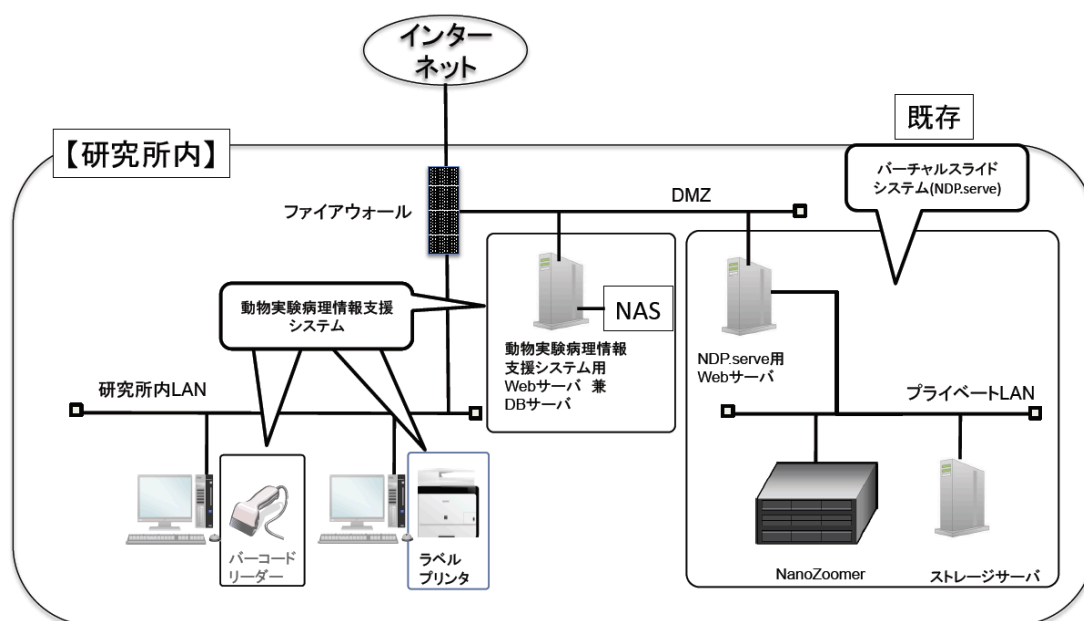 インター
ネット
既存
【研究所内】
バーチャルスライド
システム(NDP.serve)
ファイアウォール
DMZ
動物実験病理情報支援
システム
NAS
動物実験病理情報
支援システム用
Webサーバ 兼
DBサーバ
NDP.serve用
Webサーバ
研究所内LAN
プライベートLAN
バーコード
リーダー
ラベル
プリンタ
NanoZoomer
ストレージサーバ